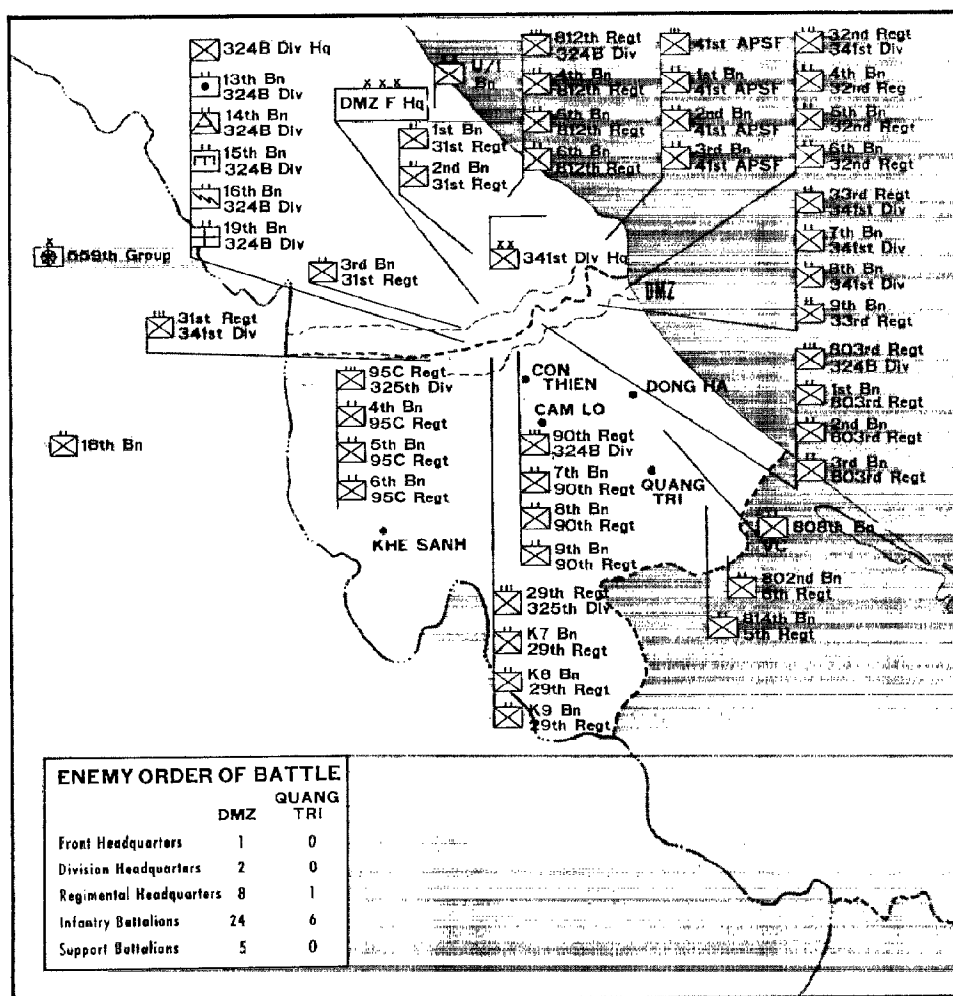 324B Div Hq
13th Bn
324B Div
14th Bn
324B Div
15th Bn
324B Div
16th Bn
324B Div
19th Bn
324B Div
559th Group
31st Regt
341st Div
18th Bn
3rd Bn
31st Regt
x x x
DMZ F Hq
U/I
Bn
1st Bn
31st Regt
2nd Bn
31st Regt
812th Regt
324B Div
4th Bn
812th Regt
5th Bn
812th Regt
6th Bn
812th Regt
41st APSF
1st Bn
41st APSF
2nd Bn
41st APSF
3rd Bn
41st APSF
32nd Regt
341st Div
4th Bn
32nd Reg
5th Bn
32nd Regt
6th Bn
32nd Regt
33rd Regt
341st Div
7th Bn
341st Div
8th Bn
341st Div
9th Bn
33rd Regt
803rd Regt
324B Div
1st Bn
803rd Regt
2nd Bn
803rd Regt
3rd Bn
803rd Regt
x x
341st Div Hq
DMZ
95C Regt
325th Div
4th Bn
95C Regt
5th Bn
95C Regt
6th Bn
95C Regt
KHE SANH
CON
THIEN
CAM LO
DONG HA
QUANG
TRI
90th Regt
324B Div
7th Bn
90th Regt
8th Bn
90th Regt
9th Bn
90th Regt
29th Regt
325th Div
K7 Bn
29th Regt
K8 Bn
29th Regt
K9 Bn
29th Regt
808th Bn
VC
802nd Bn
6th Regt
814th Bn
5th Regt
ENEMY ORDER OF BATTLE
DMZ QUANG TRI
Front Headquarters 1 0
Division Headquarters 2 0
Regimental Headquarters 8 1
Infantry Battalions 24 6
Support Battalions 5 0